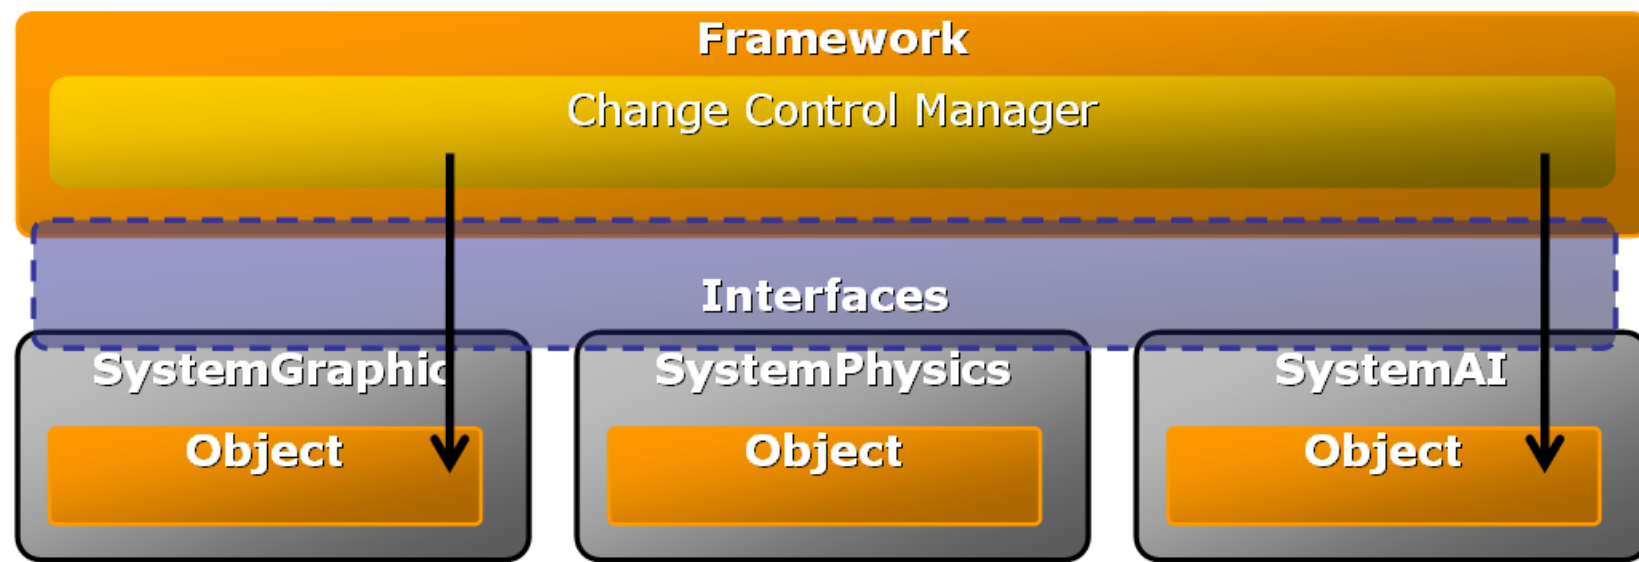 Framework
Change Control Manager
Interfaces
SystemGraphic
SystemPhysics
SystemAI
Object
Object
Object